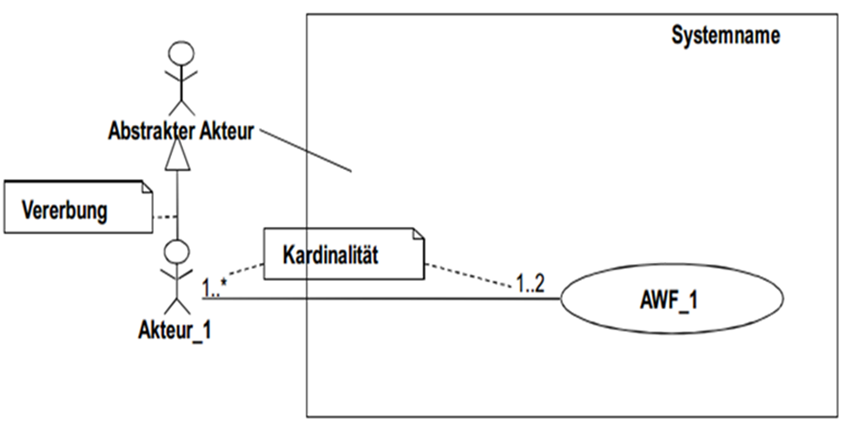 Systemname
Abstrakter Akteur
Vererbung
Kardinalität
1..*
1..2
AWF_1
Akteur_1